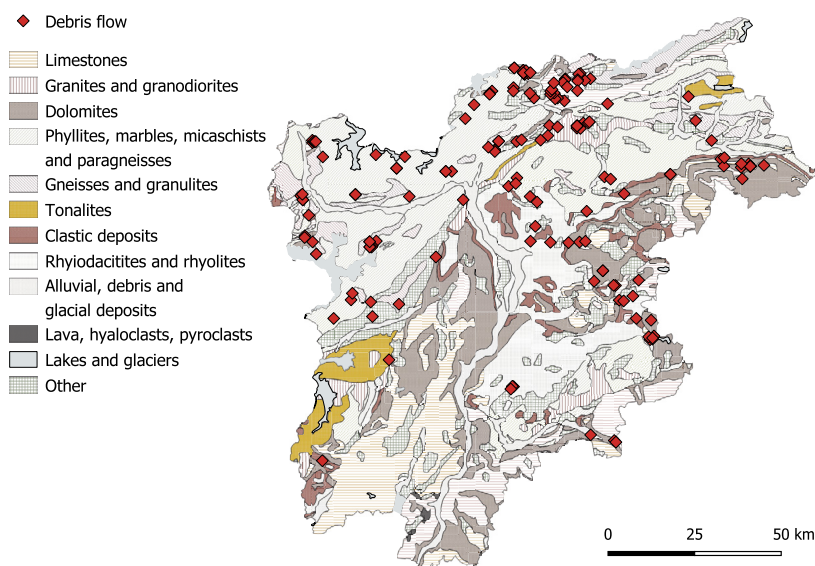 Debris flow
Limestones
Granites and granodiorites
Dolomites
Phyllites, marbles, micaschists
and paragneisses
Gneisses and granulites
Tonalites
Clastic deposits
Rhyiodacitites and rhyolites
Alluvial, debris and
glacial deposits
Lava, hyaloclasts, pyroclasts
Lakes and glaciers
Other
0 25 50 km